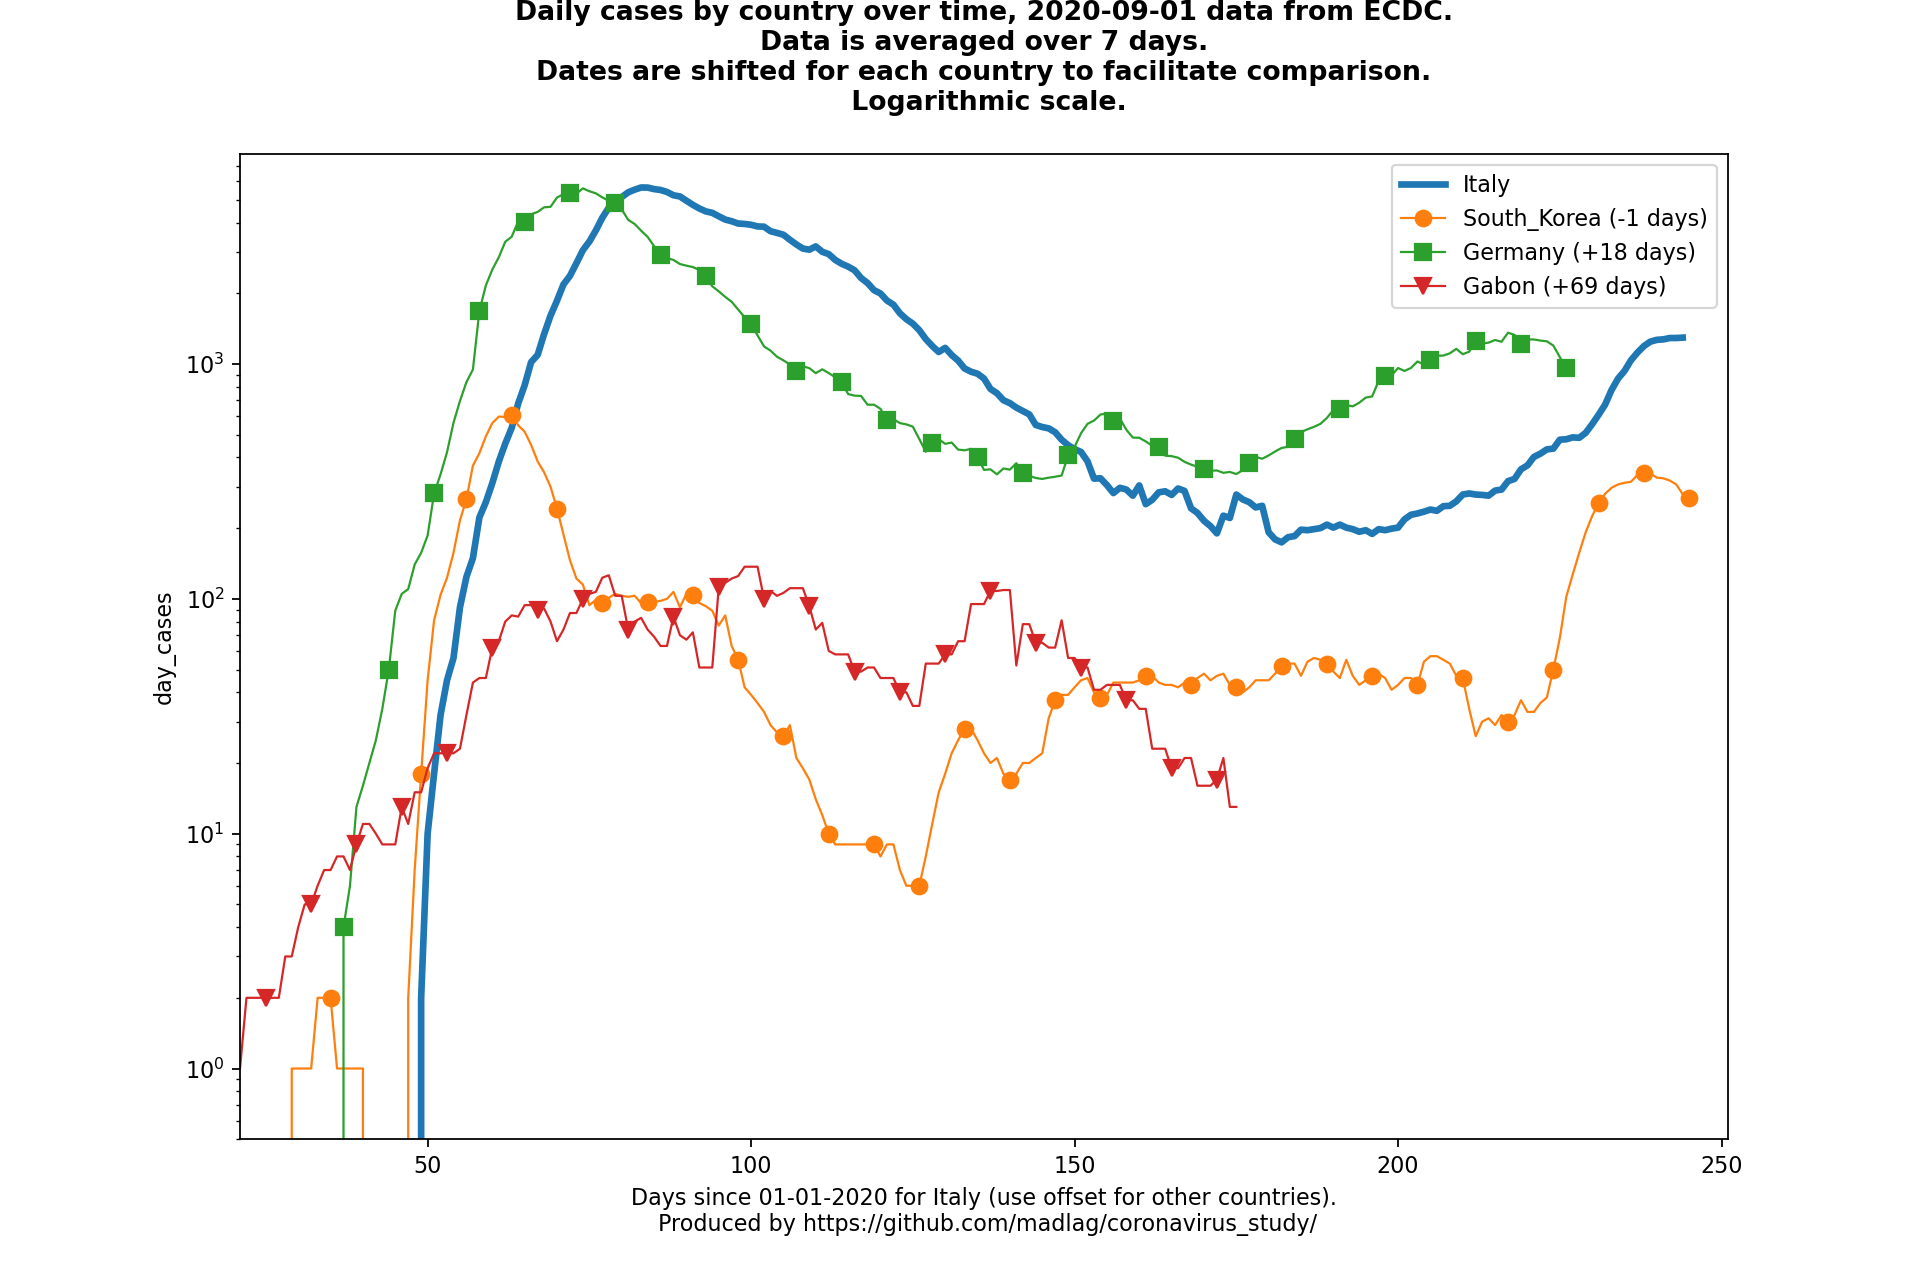 Daily cases by country over time, 2020-09-01 data from ECDC.
Data is averaged over 7 days.
Dates are shifted for each country to facilitate comparison.
Logarithmic scale.
Italy
South_Korea (-1 days)
Germany (+18 days)
Gabon (+69 days)
day_cases
10³
10²
10¹
10⁰
50
100
150
200
250
Days since 01-01-2020 for Italy (use offset for other countries).
Produced by https://github.com/madlag/coronavirus_study/